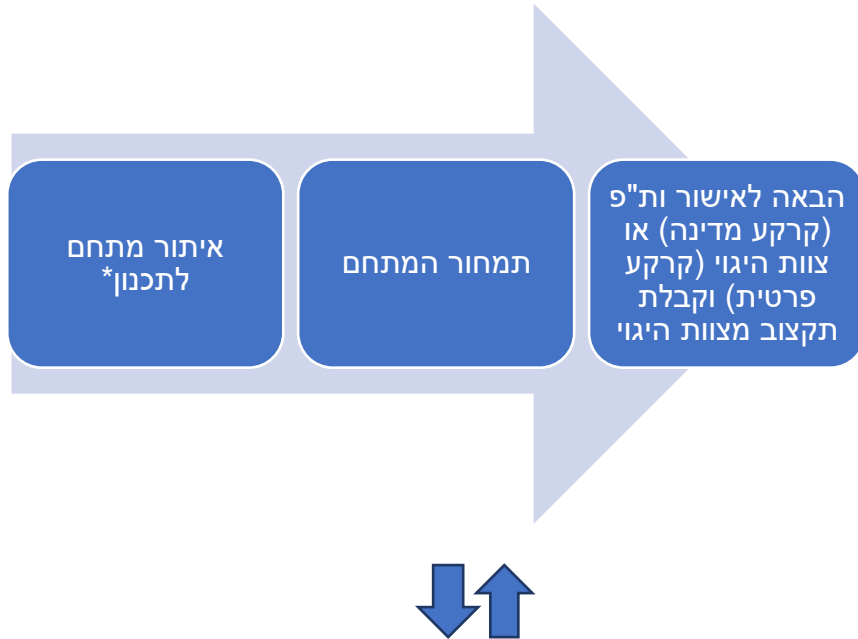 איתור מתחם
לתכנון*
תמחור המתחם
הבאה לאישור ות"פ
(קרקע מדינה) או
צוות היגוי (קרקע
פרטית) וקבלת
תקצוב מצוות היגוי